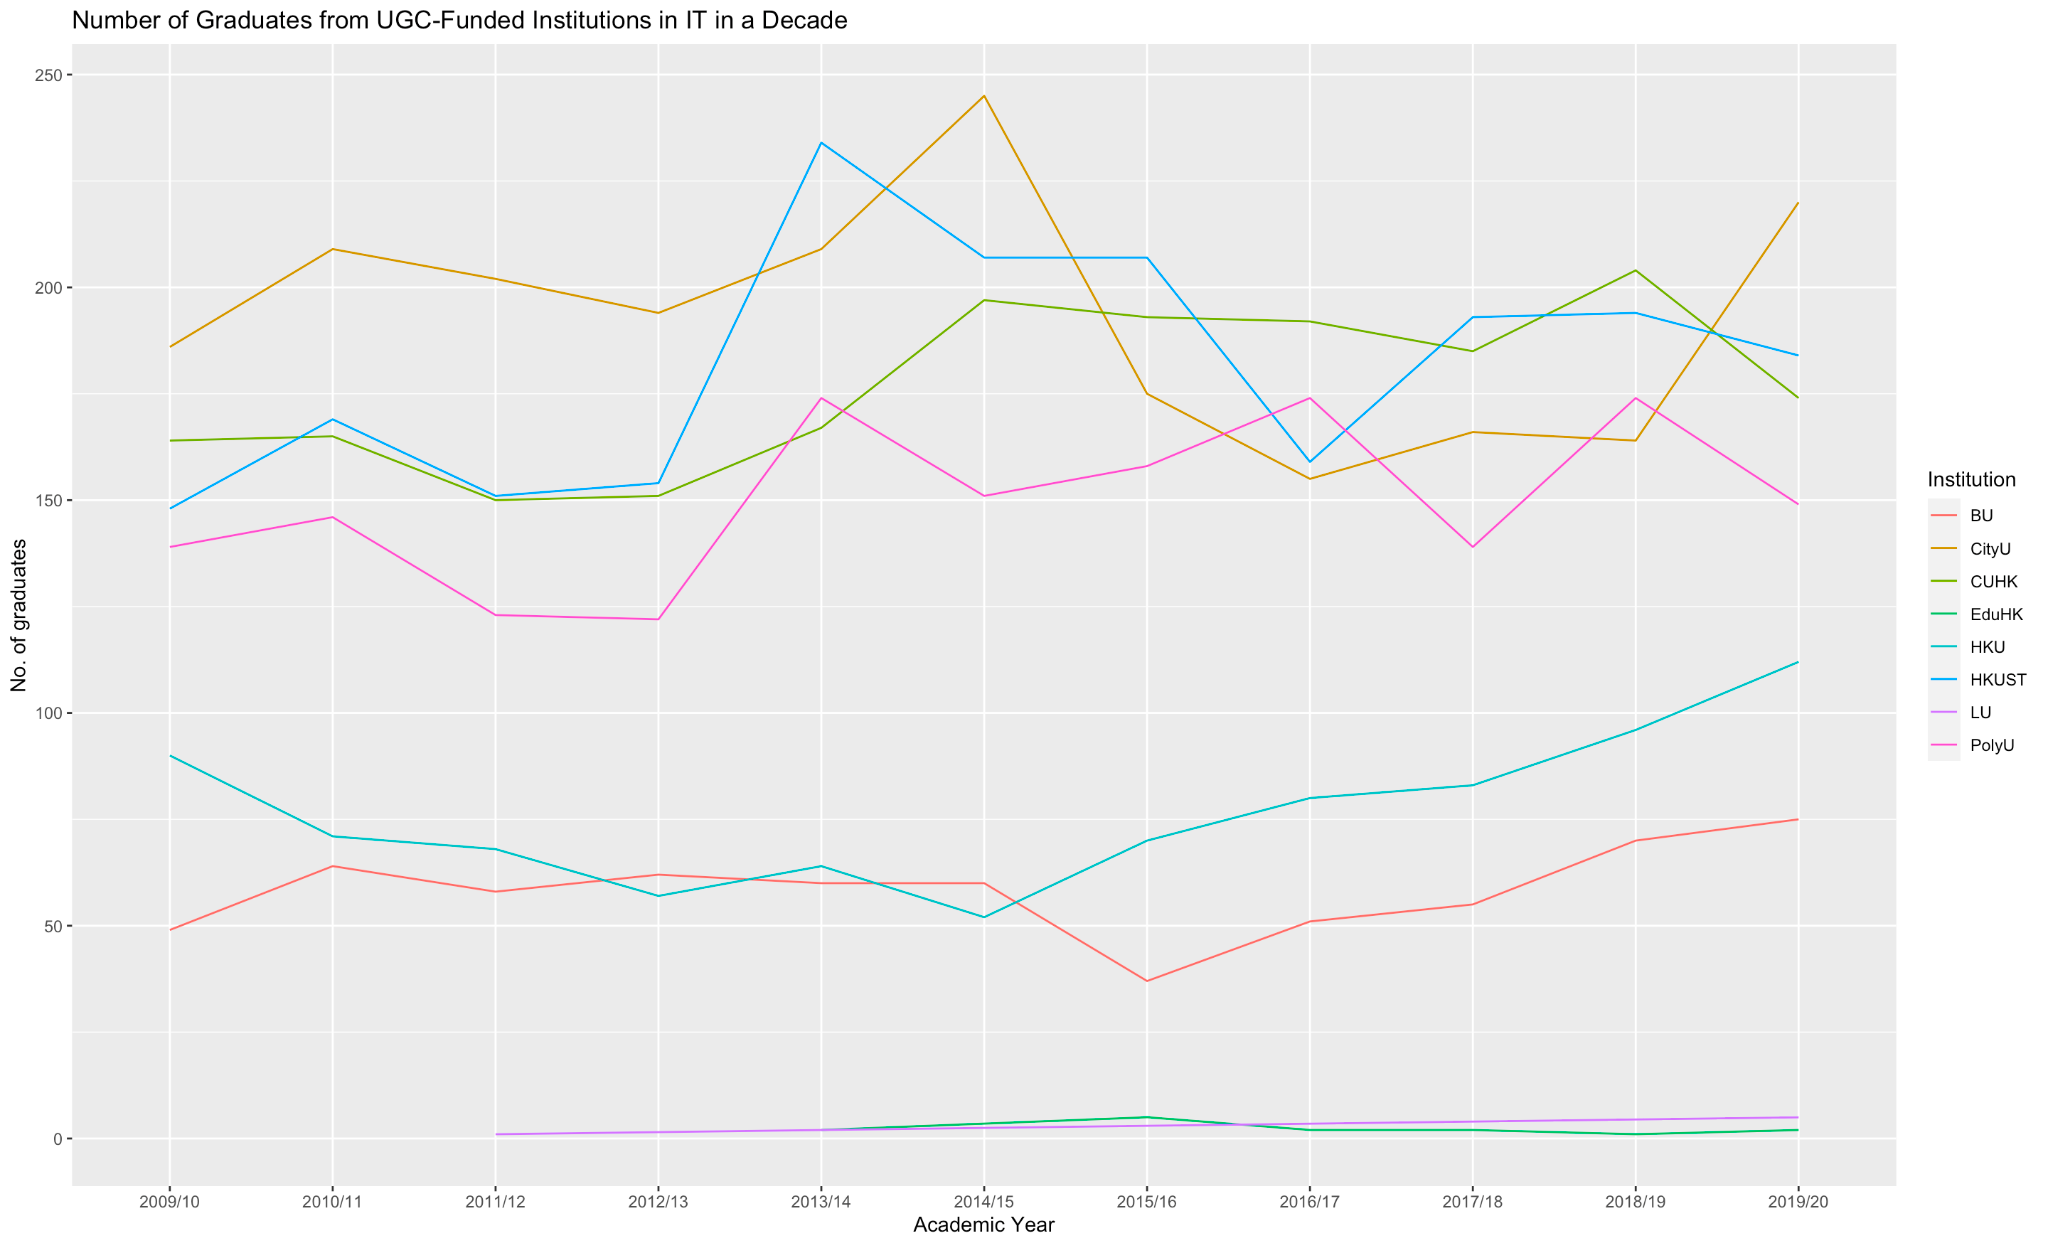 Number of Graduates from UGC-Funded Institutions in IT in a Decade
250
200
150
100
50
0
No. of graduates
2009/10 2010/11 2011/12 2012/13 2013/14 2014/15 2015/16 2016/17 2017/18 2018/19 2019/20
Academic Year
Institution
BU
CityU
CUHK
EduHK
HKU
HKUST
LU
PolyU